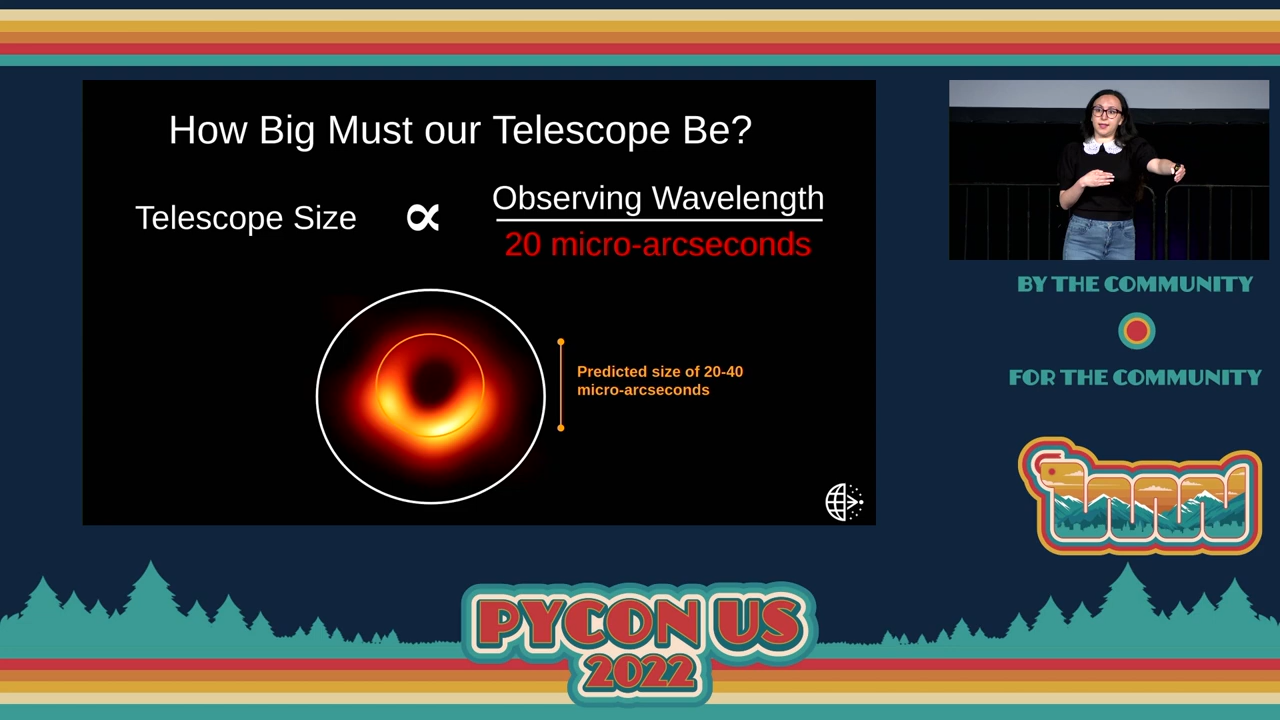 How Big Must our Telescope Be?
Telescope Size ∝ Observing Wavelength
20 micro-arcseconds
Predicted size of 20-40
micro-arcseconds
BY THE COMMUNITY
FOR THE COMMUNITY
PYCON US
2022